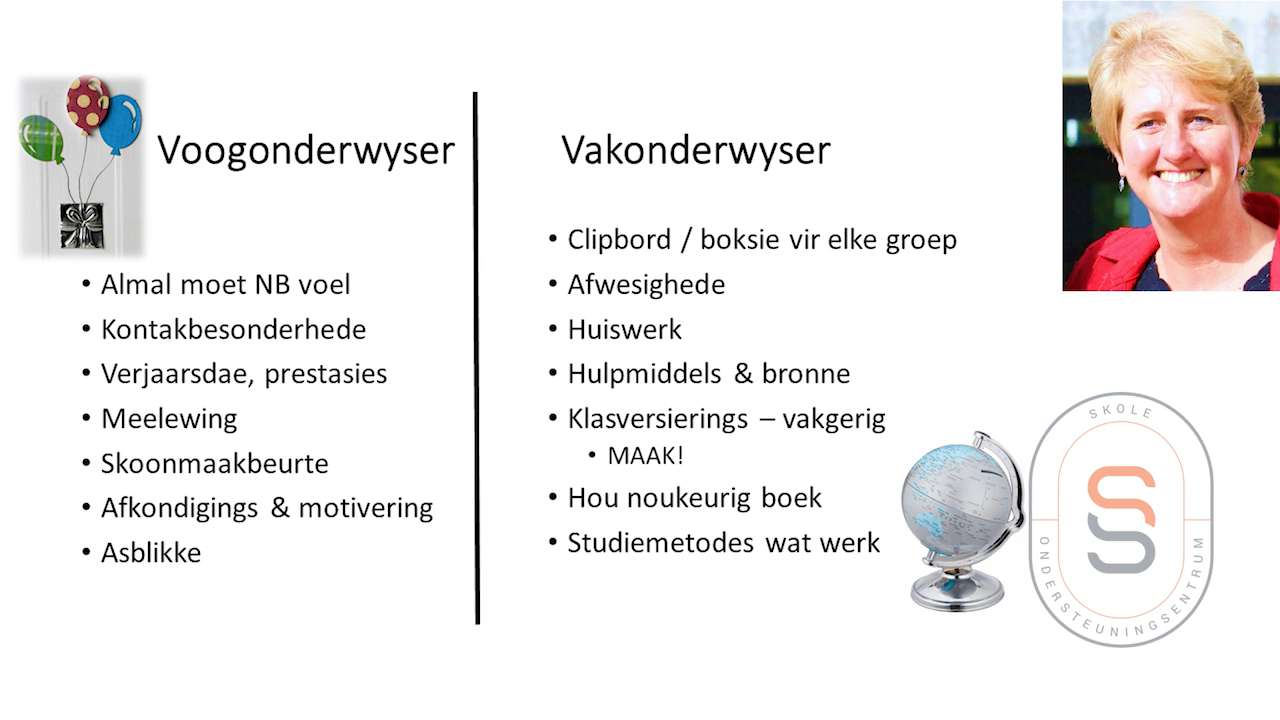 Voogonderwyser
• Almal moet NB voel
• Kontakbesonderhede
• Verjaarsdae, prestasies
• Meelewing
• Skoonmaakbeurte
• Afkondigings & motivering
• Asblikke
Vakonderwyser
• Clipbord / boksie vir elke groep
• Afwesighede
• Huiswerk
• Hulpmiddels & bronne
• Klasversierings – vakgerig
• MAAK!
• Hou noukeurig boek
• Studiemetodes wat werk
SKOLE
ONDERSTEUNINGSENTRUM